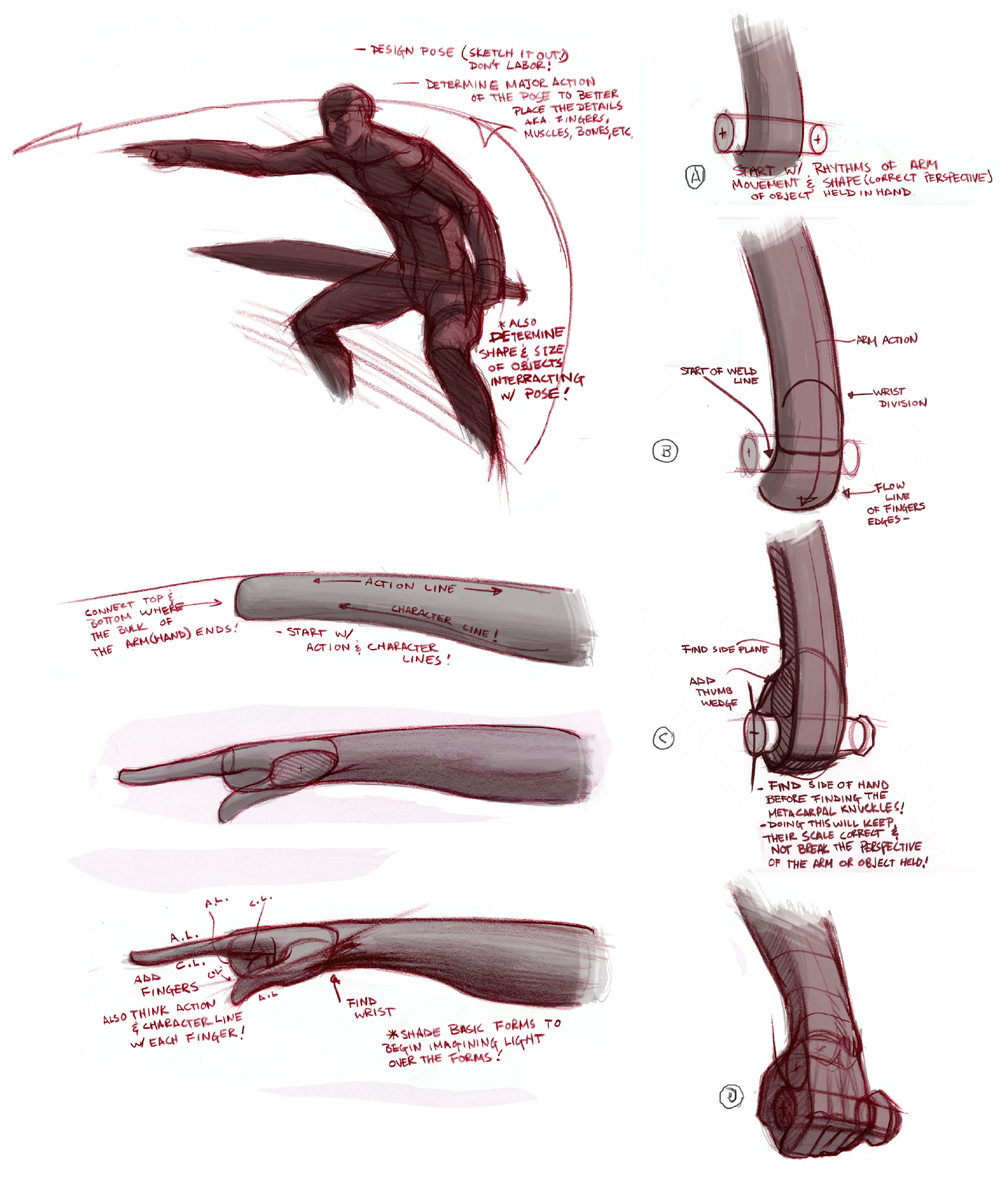 – DESIGN POSE (SKETCH IT OUT!)
DON'T LABOR!
– DETERMINE MAJOR ACTION
OF THE POSE TO BETTER
PLACE THE DETAILS
AKA. FINGERS,
MUSCLES, BONES, ETC.
* ALSO
DETERMINE
SHAPE & SIZE
OF OBJECTS
INTERRACTING
W/ POSE!
← ACTION LINE →
← CHARACTER LINE!
CONNECT TOP &
BOTTOM WHERE →
THE BULK OF
THE ARM(HAND) ENDS!
- START W/
ACTION & CHARACTER
LINES!
A.L.
C.L.
A.L.
C.L.
ADD
FINGERS
A.L
ALSO THINK ACTION
& CHARACTER LINE
W/ EACH FINGER!
FIND
WRIST
* SHADE BASIC FORMS TO
BEGIN IMAGINING LIGHT
OVER THE FORMS!
+
+
A
START W/ RHYTHMS OF ARM
MOVEMENT & SHAPE (CORRECT PERSPECTIVE)
OF OBJECT HELD IN HAND.
ARM ACTION
START OF WELD
LINE
WRIST
DIVISION
B
FLOW
LINE
OF FINGERS
EDGES –
FIND SIDE PLANE
ADD
THUMB
WEDGE
C
- FIND SIDE OF HAND
BEFORE FINDING THE
METACARPAL KNUCKLES!
- DOING THIS WILL KEEP
THEIR SCALE CORRECT &
NOT BREAK THE PERSPECTIVE
OF THE ARM OR OBJECT HELD!
D